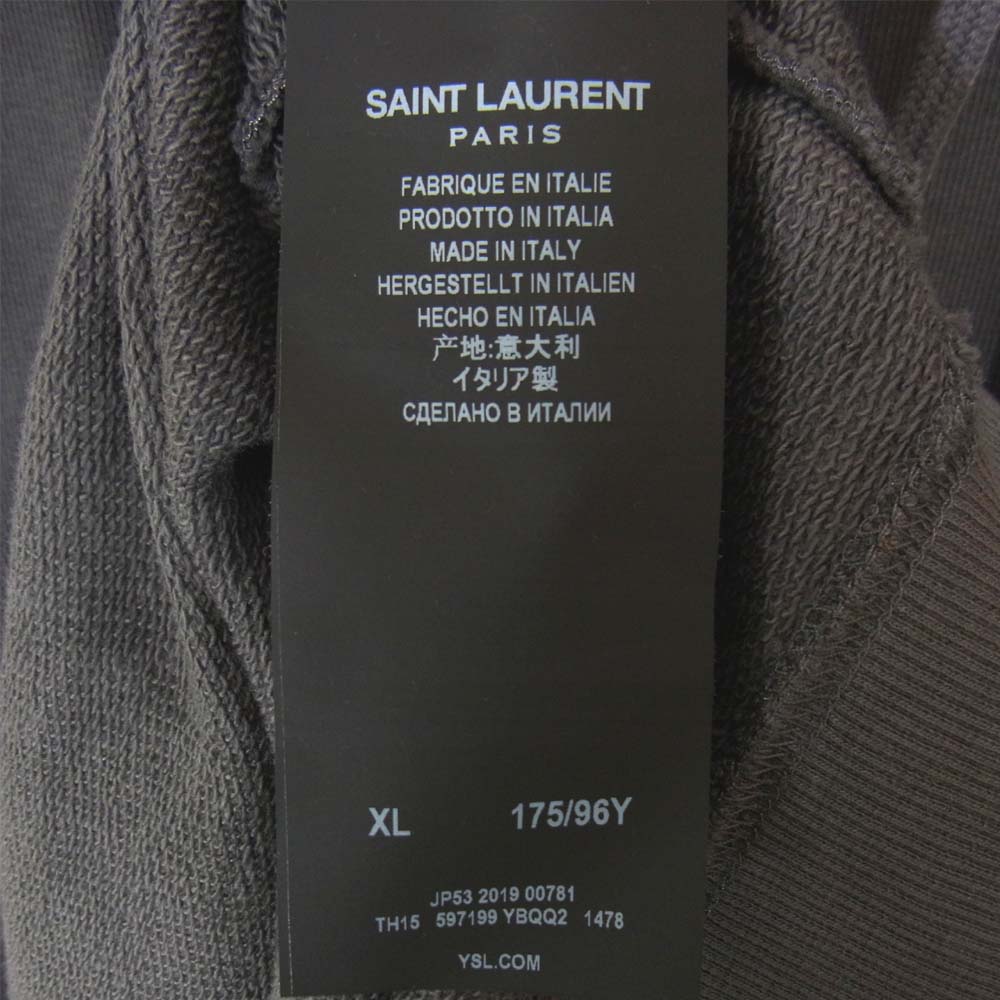 SAINT LAURENT
PARIS
FABRIQUE EN ITALIE
PRODOTTO IN ITALIA
MADE IN ITALY
HERGESTELLT IN ITALIEN
HECHO EN ITALIA
产地:意大利
イタリア製
СДЕЛАНО В ИТАЛИИ
XL 175/96Y
JP53 2019 00781
TH15 597199 YBQQ2 1478
YSL.COM